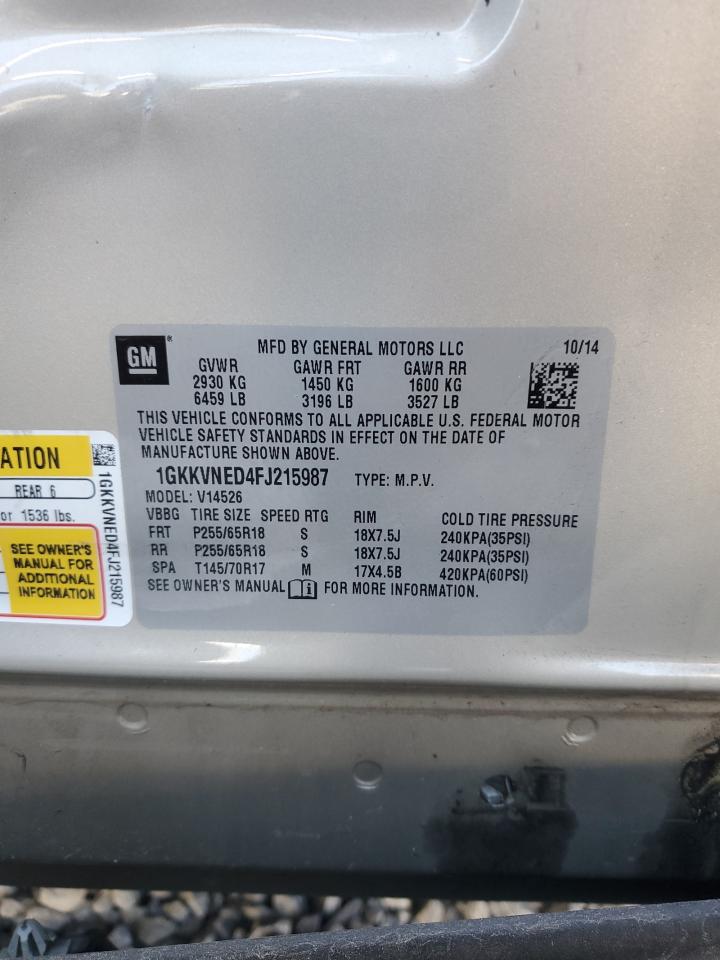 GM
®
MFD BY GENERAL MOTORS LLC 10/14
GVWR GAWR FRT GAWR RR
2930 KG 1450 KG 1600 KG
6459 LB 3196 LB 3527 LB
THIS VEHICLE CONFORMS TO ALL APPLICABLE U.S. FEDERAL MOTOR
VEHICLE SAFETY STANDARDS IN EFFECT ON THE DATE OF
MANUFACTURE SHOWN ABOVE.
1GKKVNED4FJ215987 TYPE: M.P.V.
MODEL: V14526
VBBG TIRE SIZE SPEED RTG RIM COLD TIRE PRESSURE
FRT P255/65R18 S 18X7.5J 240KPA(35PSI)
RR P255/65R18 S 18X7.5J 240KPA(35PSI)
SPA T145/70R17 M 17X4.5B 420KPA(60PSI)
SEE OWNER'S MANUAL FOR MORE INFORMATION.
ATION
REAR 6
or 1536 lbs.
SEE OWNER'S
MANUAL FOR
ADDITIONAL
INFORMATION
1GKKVNED4FJ215987